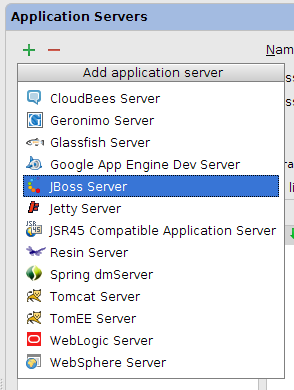 Application Servers
Nam
Add application server
CloudBees Server
Geronimo Server
Glassfish Server
Google App Engine Dev Server
JBoss Server
Jetty Server
JSR45 Compatible Application Server
Resin Server
Spring dmServer
Tomcat Server
TomEE Server
WebLogic Server
WebSphere Server